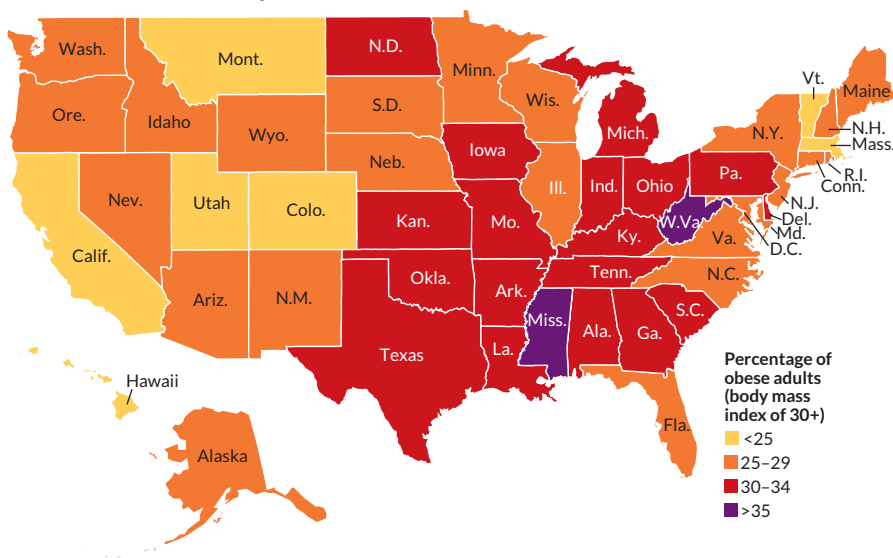 Wash.
Mont.
N.D.
Minn.
Vt.
Maine
Ore.
Idaho
Wyo.
S.D.
Wis.
Mich.
N.Y.
N.H.
Mass.
R.I.
Conn.
Nev.
Utah
Colo.
Neb.
Iowa
Ill.
Ind.
Ohio
Pa.
N.J.
Del.
Md.
D.C.
Calif.
Kan.
Mo.
Ky.
W.Va.
Va.
Ariz.
N.M.
Okla.
Ark.
Tenn.
N.C.
Texas
La.
Miss.
Ala.
Ga.
S.C.
Hawaii
Alaska
Fla.
Percentage of
obese adults
(body mass
index of 30+)
<25
25–29
30–34
>35